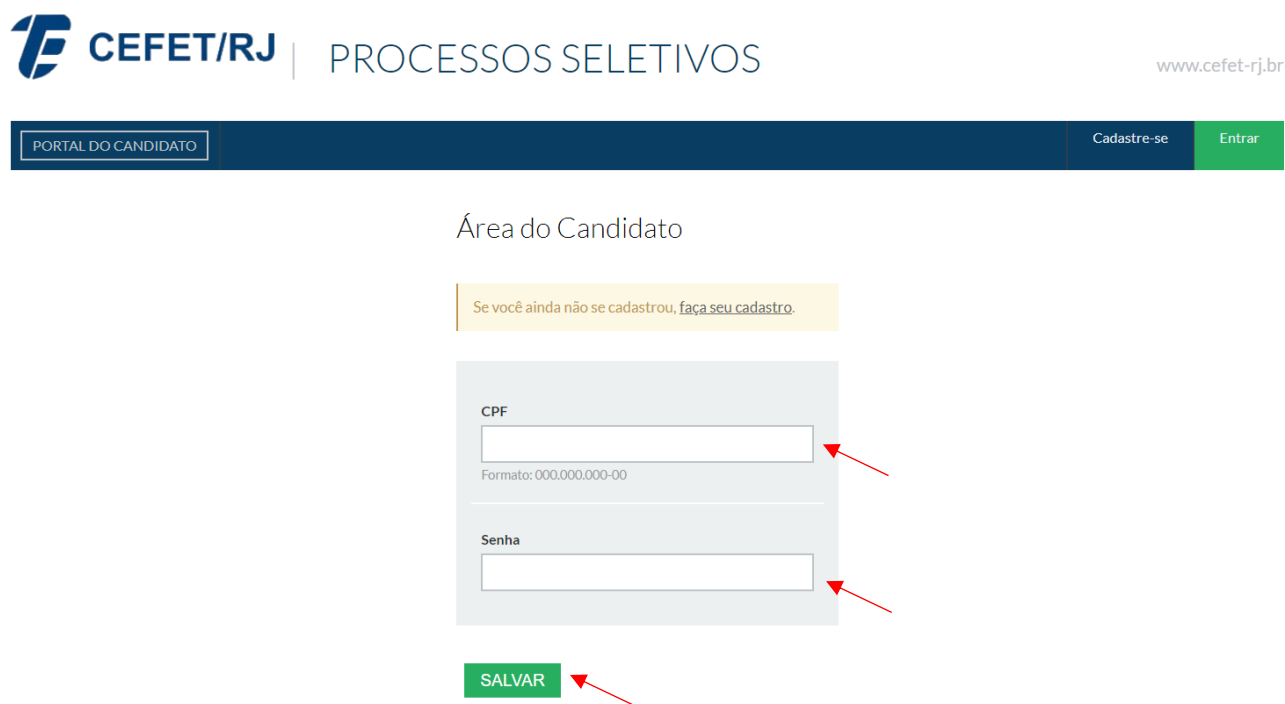 CEFET/RJ | PROCESSOS SELETIVOS
www.cefet-rj.br
PORTAL DO CANDIDATO
Cadastre-se
Entrar
Área do Candidato
Se você ainda não se cadastrou, faça seu cadastro.
CPF
Formato: 000.000.000-00
Senha
SALVAR